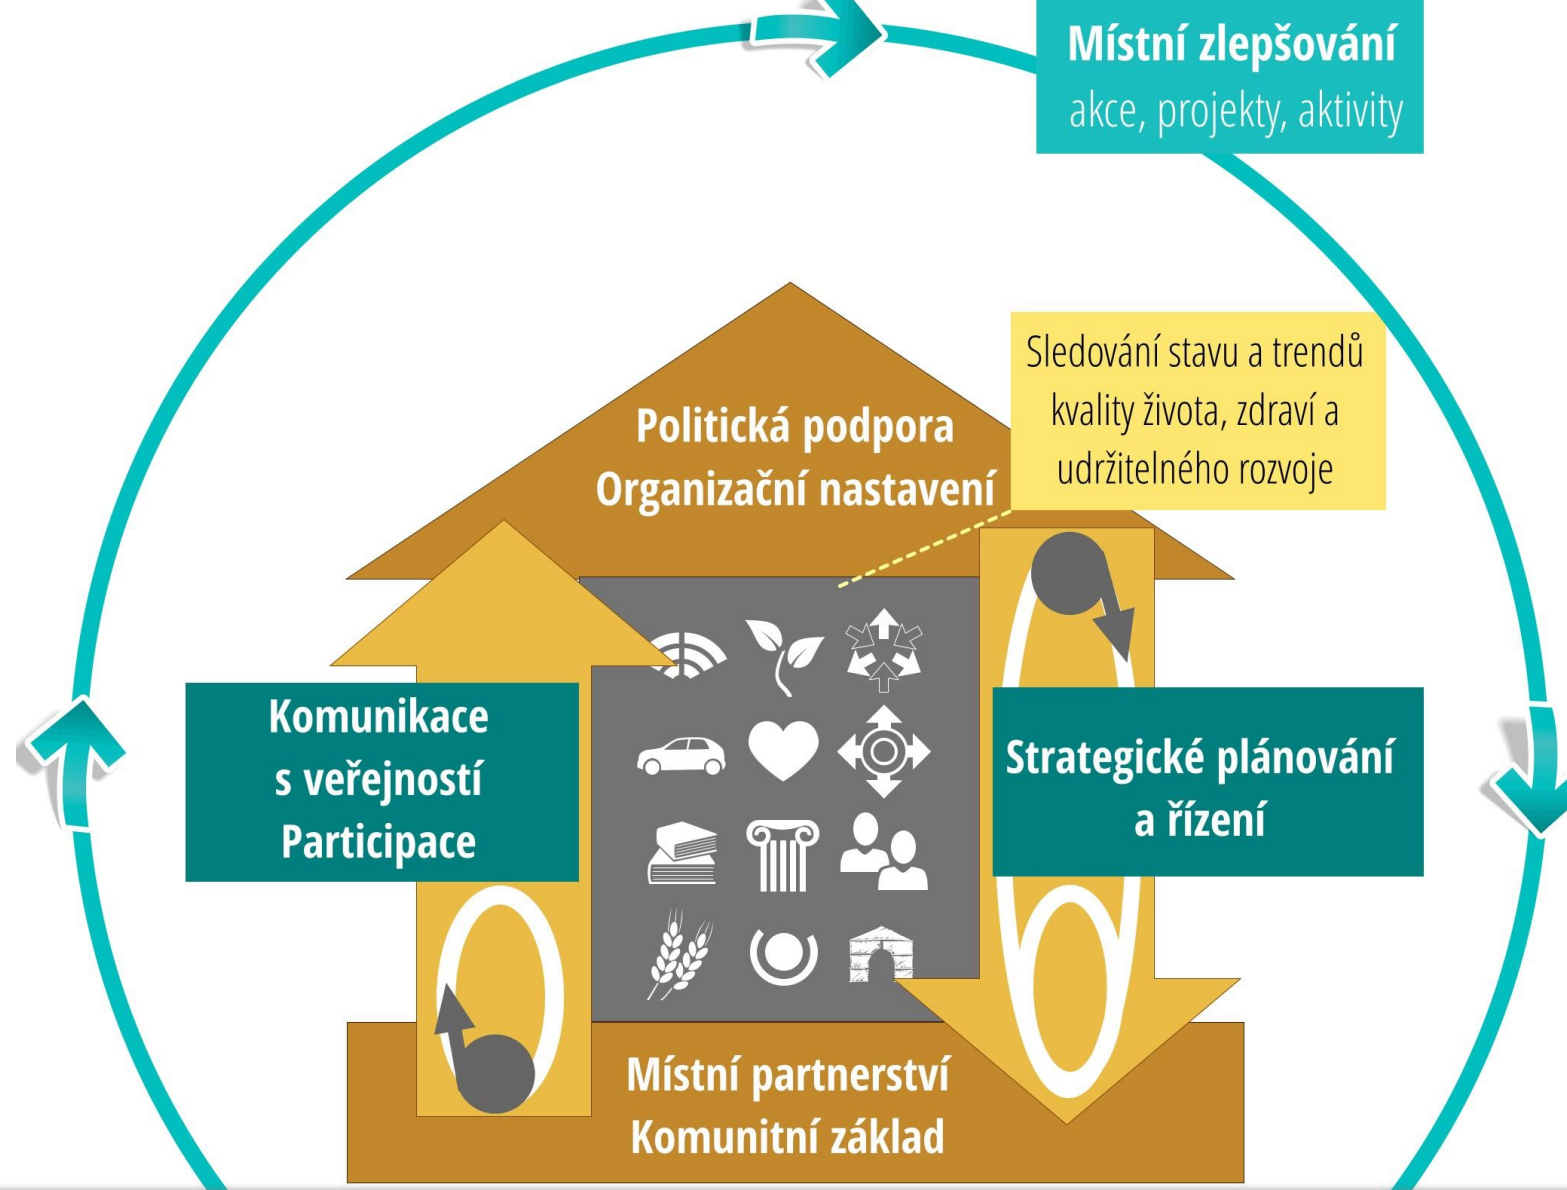 Místní zlepšování
akce, projekty, aktivity
Sledování stavu a trendů
kvality života, zdraví a
udržitelného rozvoje
Politická podpora
Organizační nastavení
Komunikace
s veřejností
Participace
Strategické plánování
a řízení
Místní partnerství
Komunitní základ